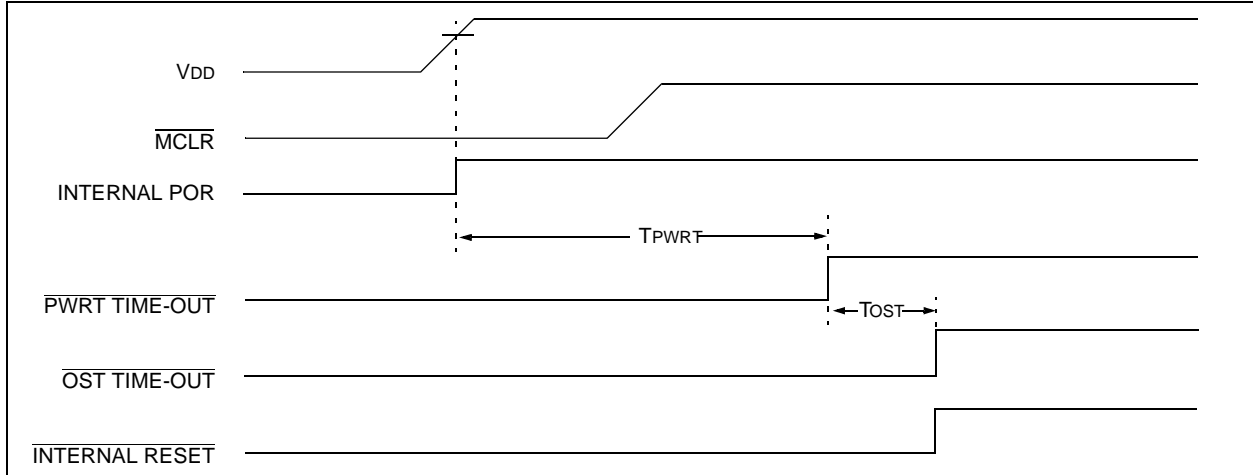 VDD
MCLR
INTERNAL POR
TPWRT
PWRT TIME-OUT
TOST
OST TIME-OUT
INTERNAL RESET